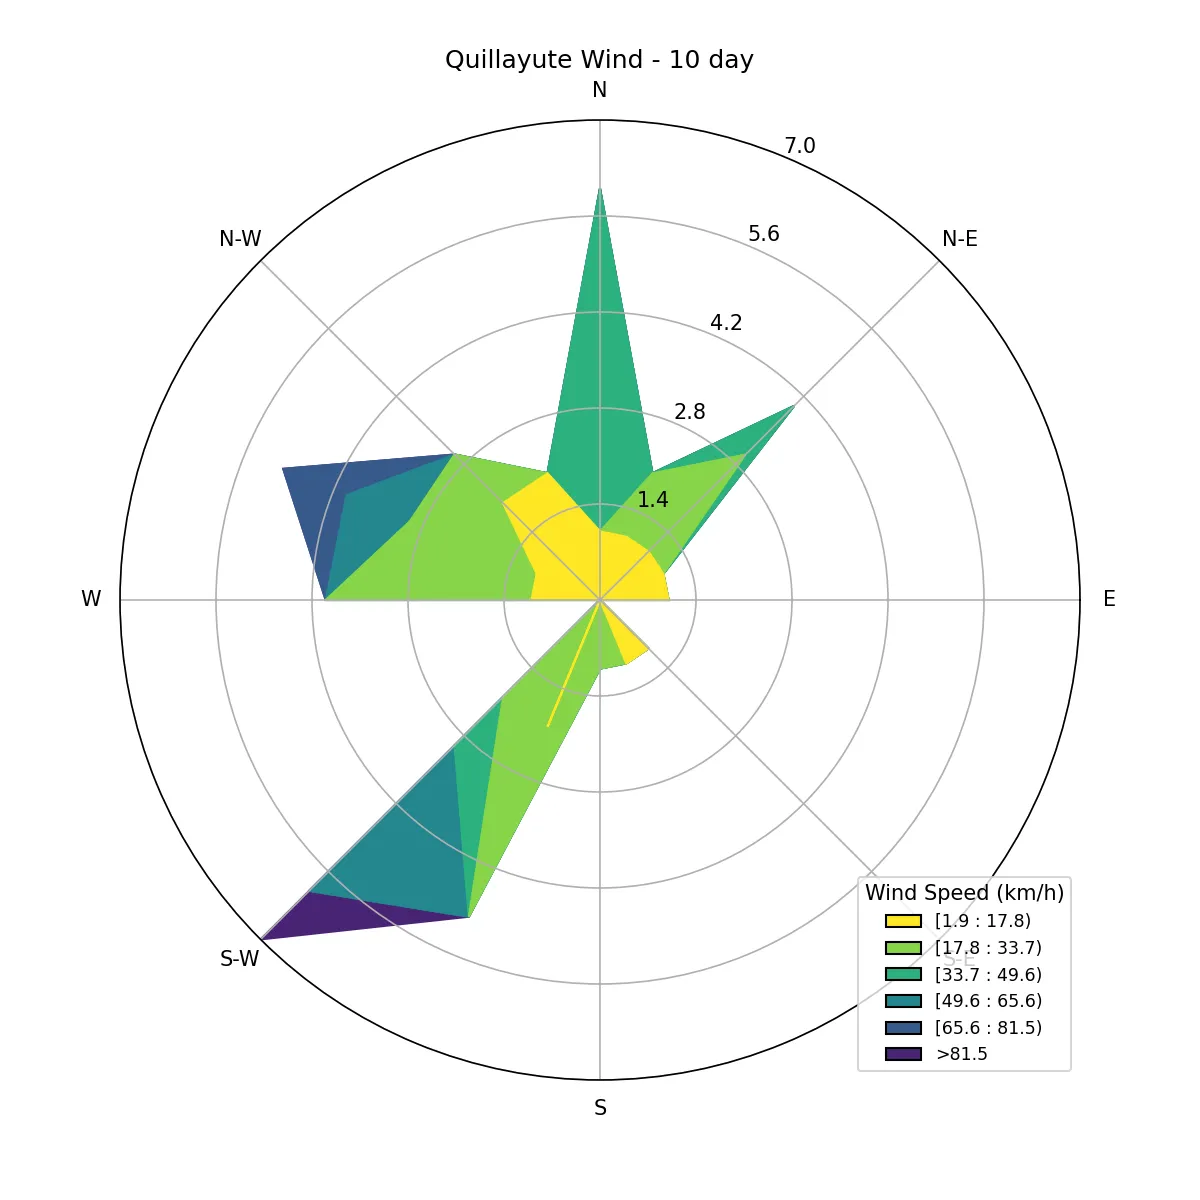 Quillayute Wind - 10 day
N
7.0
N-W
5.6
N-E
4.2
2.8
1.4
W
E
S-W
S-E
S
Wind Speed (km/h)
[1.9 : 17.8)
[17.8 : 33.7)
[33.7 : 49.6)
[49.6 : 65.6)
[65.6 : 81.5)
>81.5